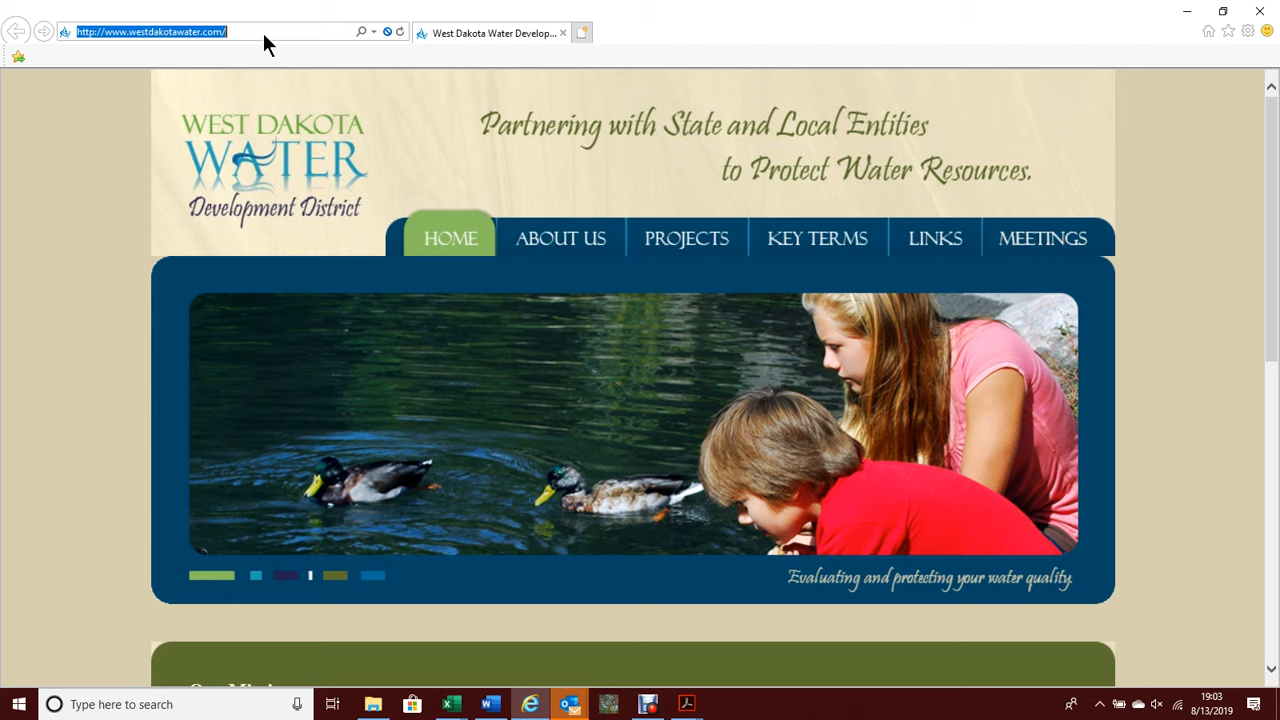 http://www.westdakotawater.com/
West Dakota Water Develop...
WEST DAKOTA
WATER
Development District
Partnering with State and Local Entities
to Protect Water Resources.
HOME
ABOUT US
PROJECTS
KEY TERMS
LINKS
MEETINGS
Evaluating and protecting your water quality.
Type here to search
19:03
8/13/2019